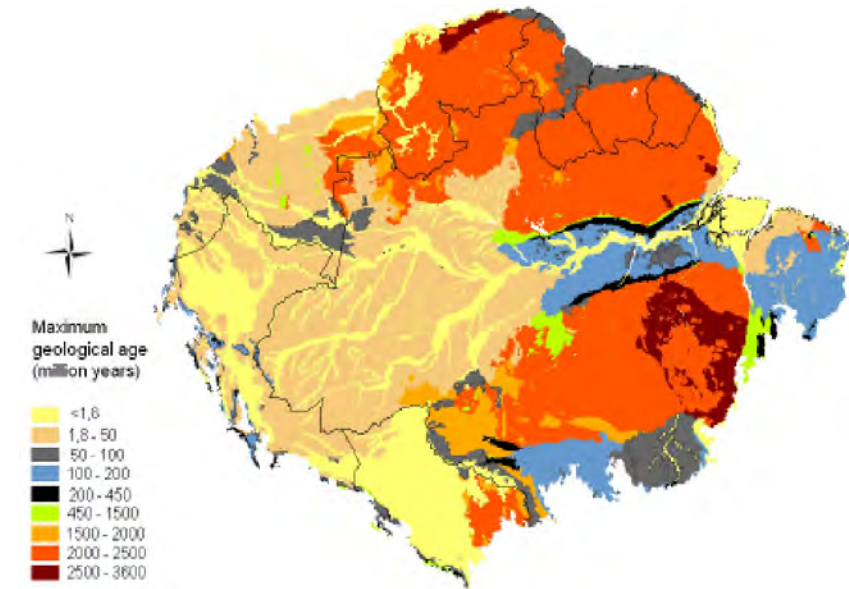 N
Maximum
geological age
(million years)
<1,8
1,8 - 50
50 - 100
100 - 200
200 - 450
450 - 1500
1500 - 2000
2000 - 2500
2500 - 3600